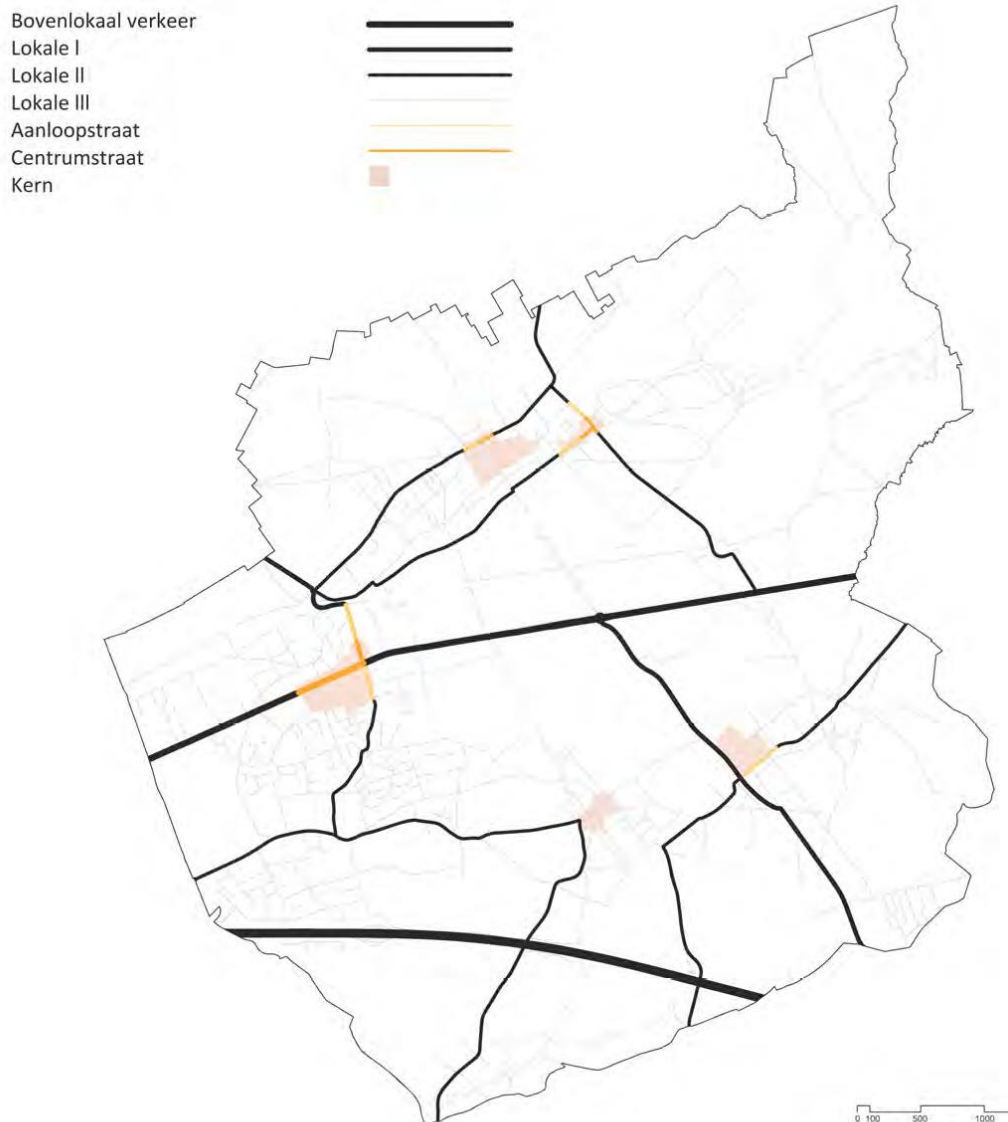 Bovenlokaal verkeer
Lokale I
Lokale II
Lokale III
Aanloopstraat
Centrumstraat
Kern
0 100 500 1000